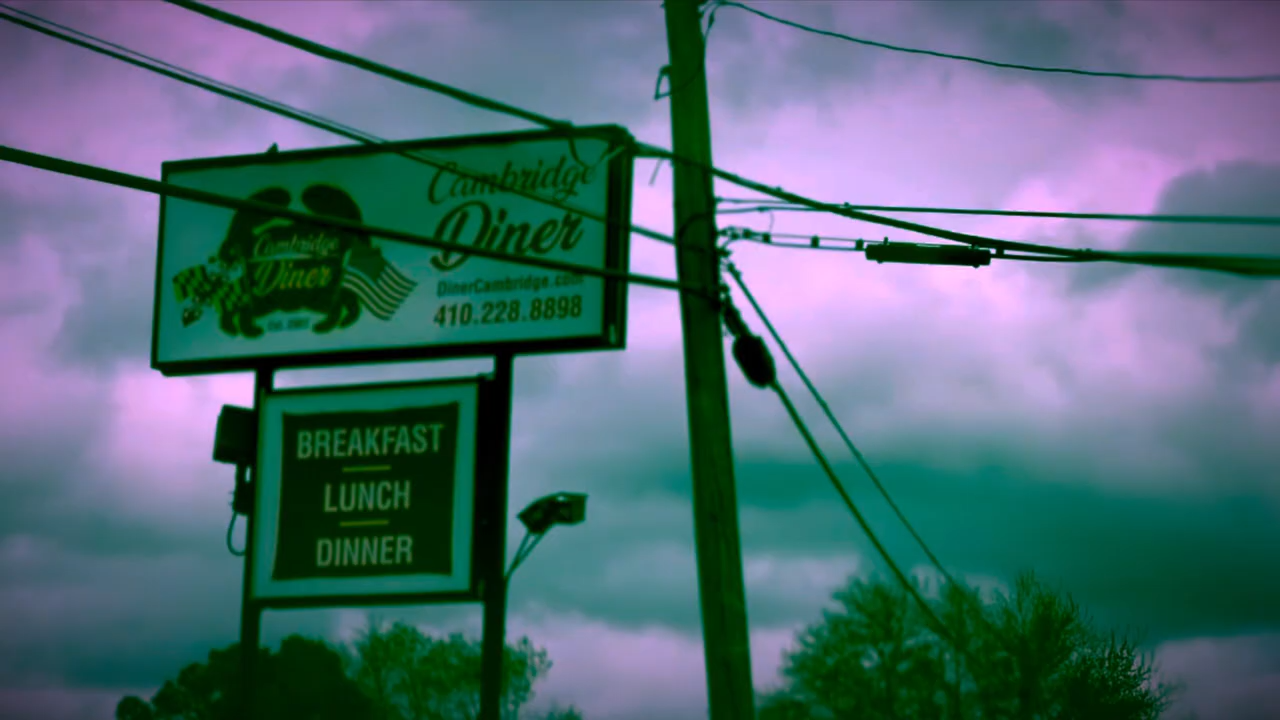 Cambridge
Diner
Cambridge
Diner
DinerCambridge.com
410.228.8898
BREAKFAST
LUNCH
DINNER